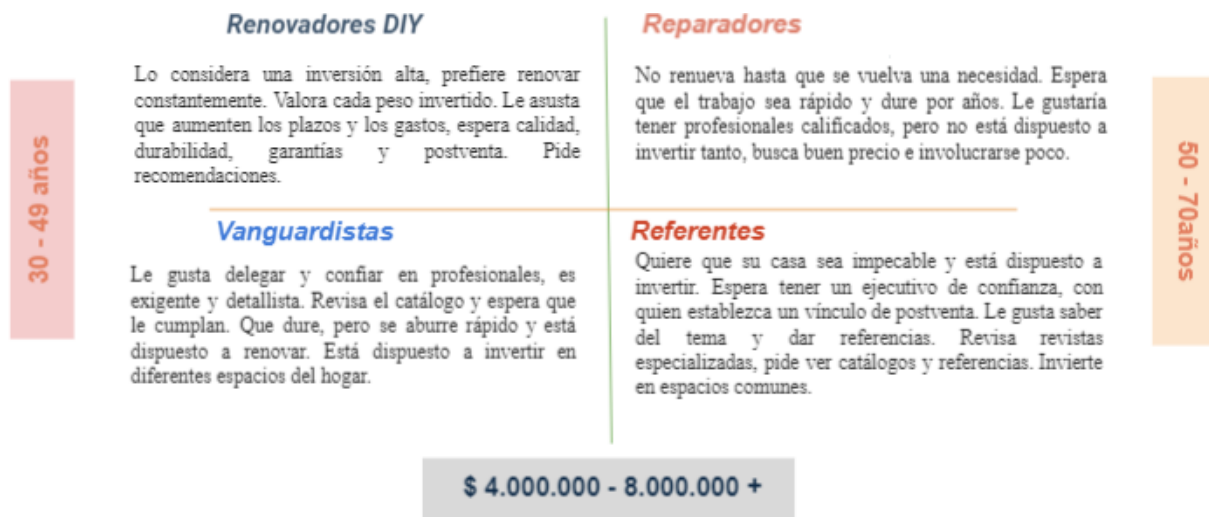 Renovadores DIY
Lo considera una inversión alta, prefiere renovar
constantemente. Valora cada peso invertido. Le asusta
que aumenten los plazos y los gastos, espera calidad,
durabilidad, garantías y postventa. Pide
recomendaciones.
Reparadores
No renueva hasta que se vuelva una necesidad. Espera
que el trabajo sea rápido y dure por años. Le gustaría
tener profesionales calificados, pero no está dispuesto a
invertir tanto, busca buen precio e involucrarse poco.
30 - 49 años
50 - 70años
Vanguardistas
Le gusta delegar y confiar en profesionales, es
exigente y detallista. Revisa el catálogo y espera que
le cumplan. Que dure, pero se aburre rápido y está
dispuesto a renovar. Está dispuesto a invertir en
diferentes espacios del hogar.
Referentes
Quiere que su casa sea impecable y está dispuesto a
invertir. Espera tener un ejecutivo de confianza, con
quien establezca un vínculo de postventa. Le gusta saber
del tema y dar referencias. Revisa revistas
especializadas, pide ver catálogos y referencias. Invierte
en espacios comunes.
$ 4.000.000 - 8.000.000 +